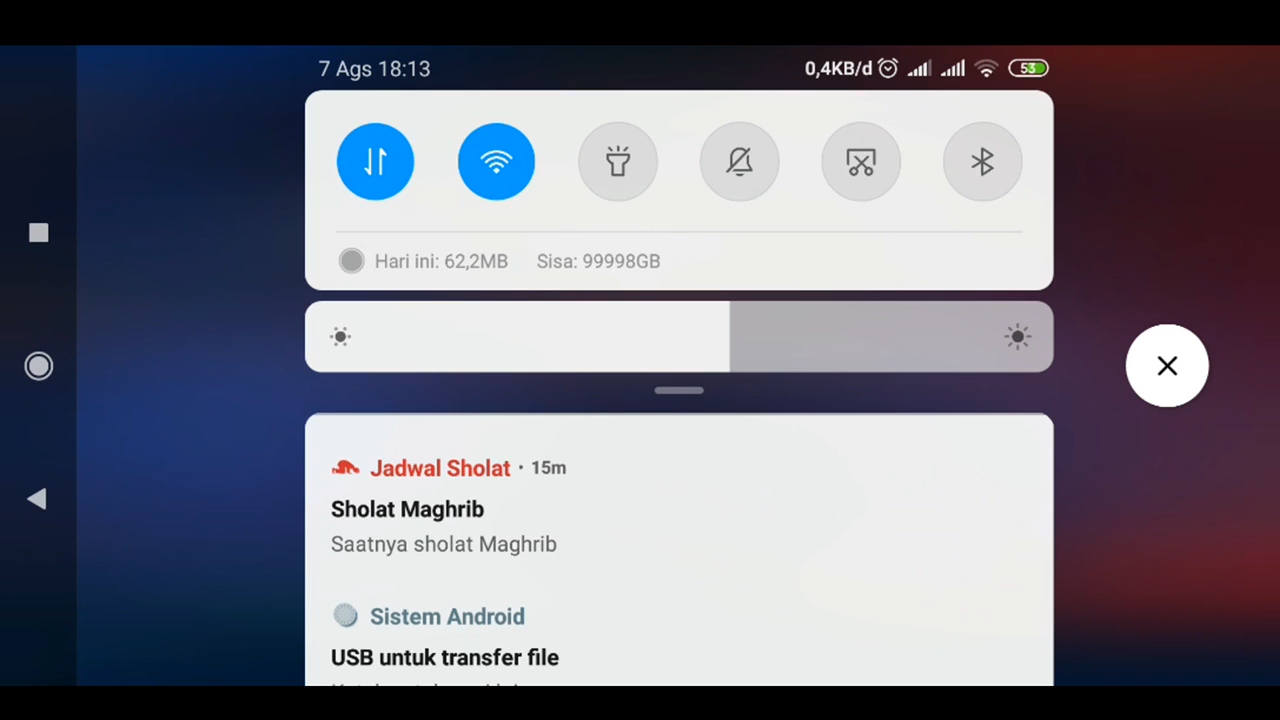 7 Ags 18:13 0,4KB/d 53
Hari ini: 62,2MB Sisa: 99998GB
Jadwal Sholat · 15m
Sholat Maghrib
Saatnya sholat Maghrib
Sistem Android
USB untuk transfer file